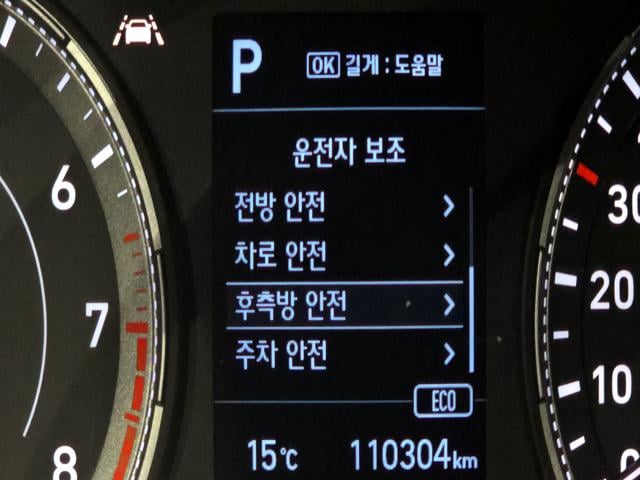 P
OK 길게 : 도움말
운전자 보조
전방 안전
차로 안전
후측방 안전
주차 안전
ECO
15℃ 110304km
6
7
8
30
20
10
0